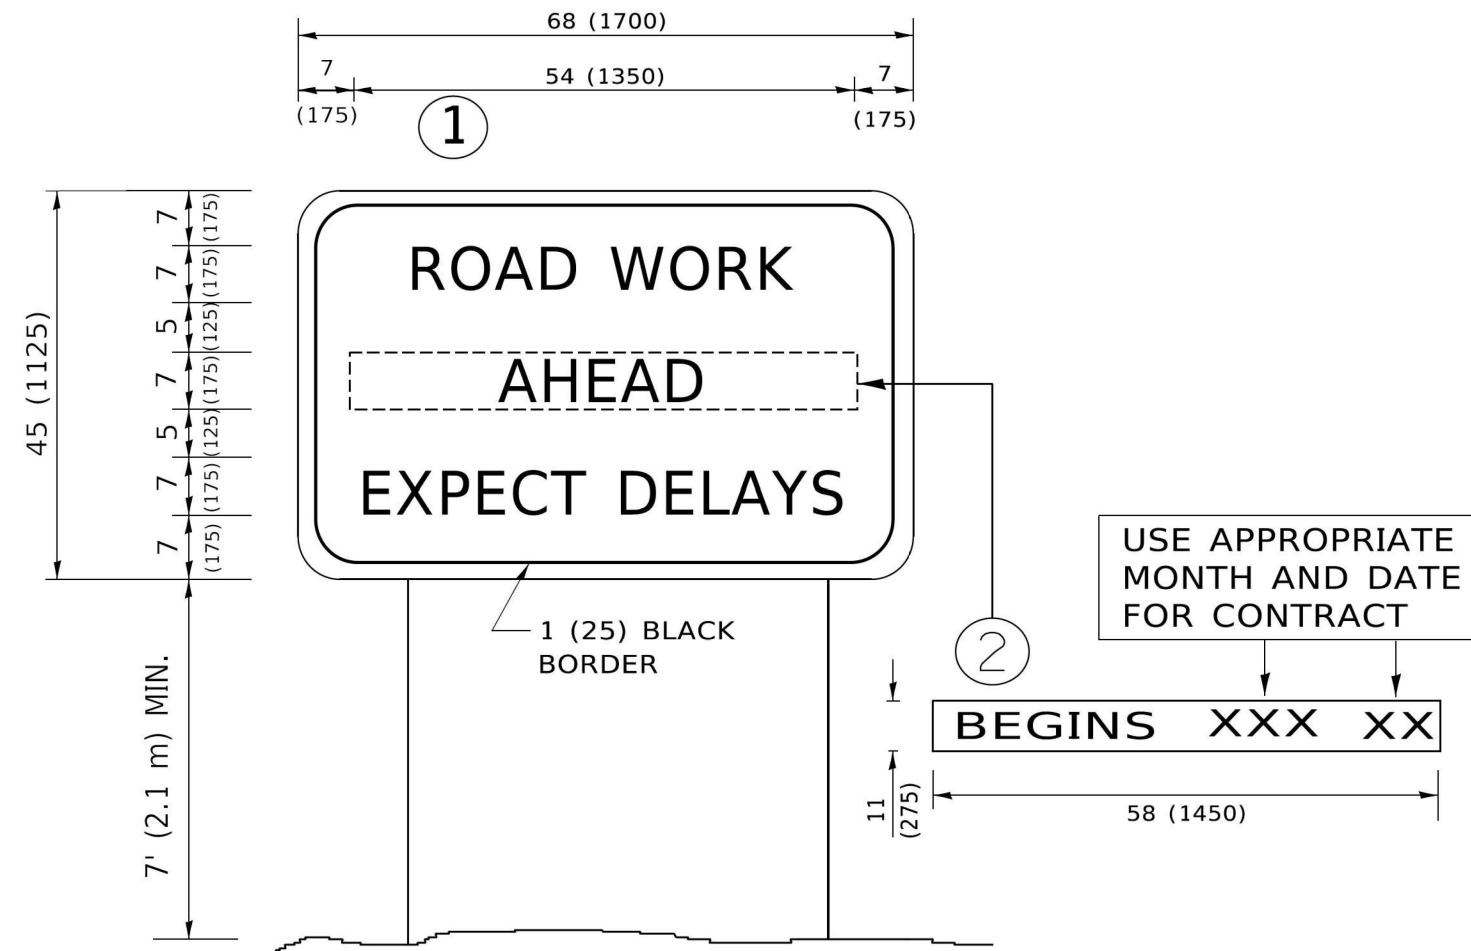 68 (1700)
7
54 (1350)
7
(175)
(175)
1
ROAD WORK
AHEAD
EXPECT DELAYS
45 (1125)
7 (175)
7 (175)
5 (125)
7 (175)
5 (125)
7 (175)
7 (175)
7' (2.1 m) MIN.
1 (25) BLACK
BORDER
USE APPROPRIATE
MONTH AND DATE
FOR CONTRACT
2
BEGINS XXX XX
11
(275)
58 (1450)